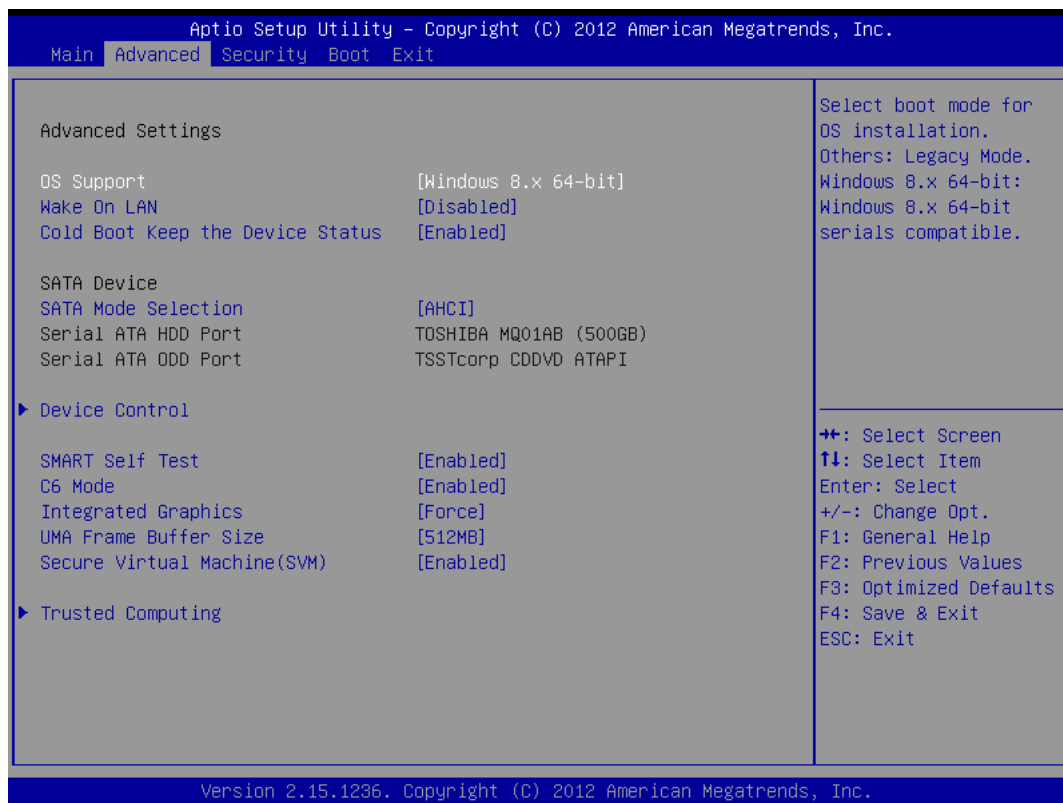 Aptio Setup Utility – Copyright (C) 2012 American Megatrends, Inc.
Main Advanced Security Boot Exit
Advanced Settings
OS Support [Windows 8.x 64-bit]
Wake On LAN [Disabled]
Cold Boot Keep the Device Status [Enabled]
SATA Device
SATA Mode Selection [AHCI]
Serial ATA HDD Port TOSHIBA MQ01AB (500GB)
Serial ATA ODD Port TSSTcorp CDDVD ATAPI
Device Control
SMART Self Test [Enabled]
C6 Mode [Enabled]
Integrated Graphics [Force]
UMA Frame Buffer Size [512MB]
Secure Virtual Machine(SVM) [Enabled]
Trusted Computing
Select boot mode for
OS installation.
Others: Legacy Mode.
Windows 8.x 64-bit:
Windows 8.x 64-bit
serials compatible.
→←: Select Screen
↑↓: Select Item
Enter: Select
+/-: Change Opt.
F1: General Help
F2: Previous Values
F3: Optimized Defaults
F4: Save & Exit
ESC: Exit
Version 2.15.1236. Copyright (C) 2012 American Megatrends, Inc.